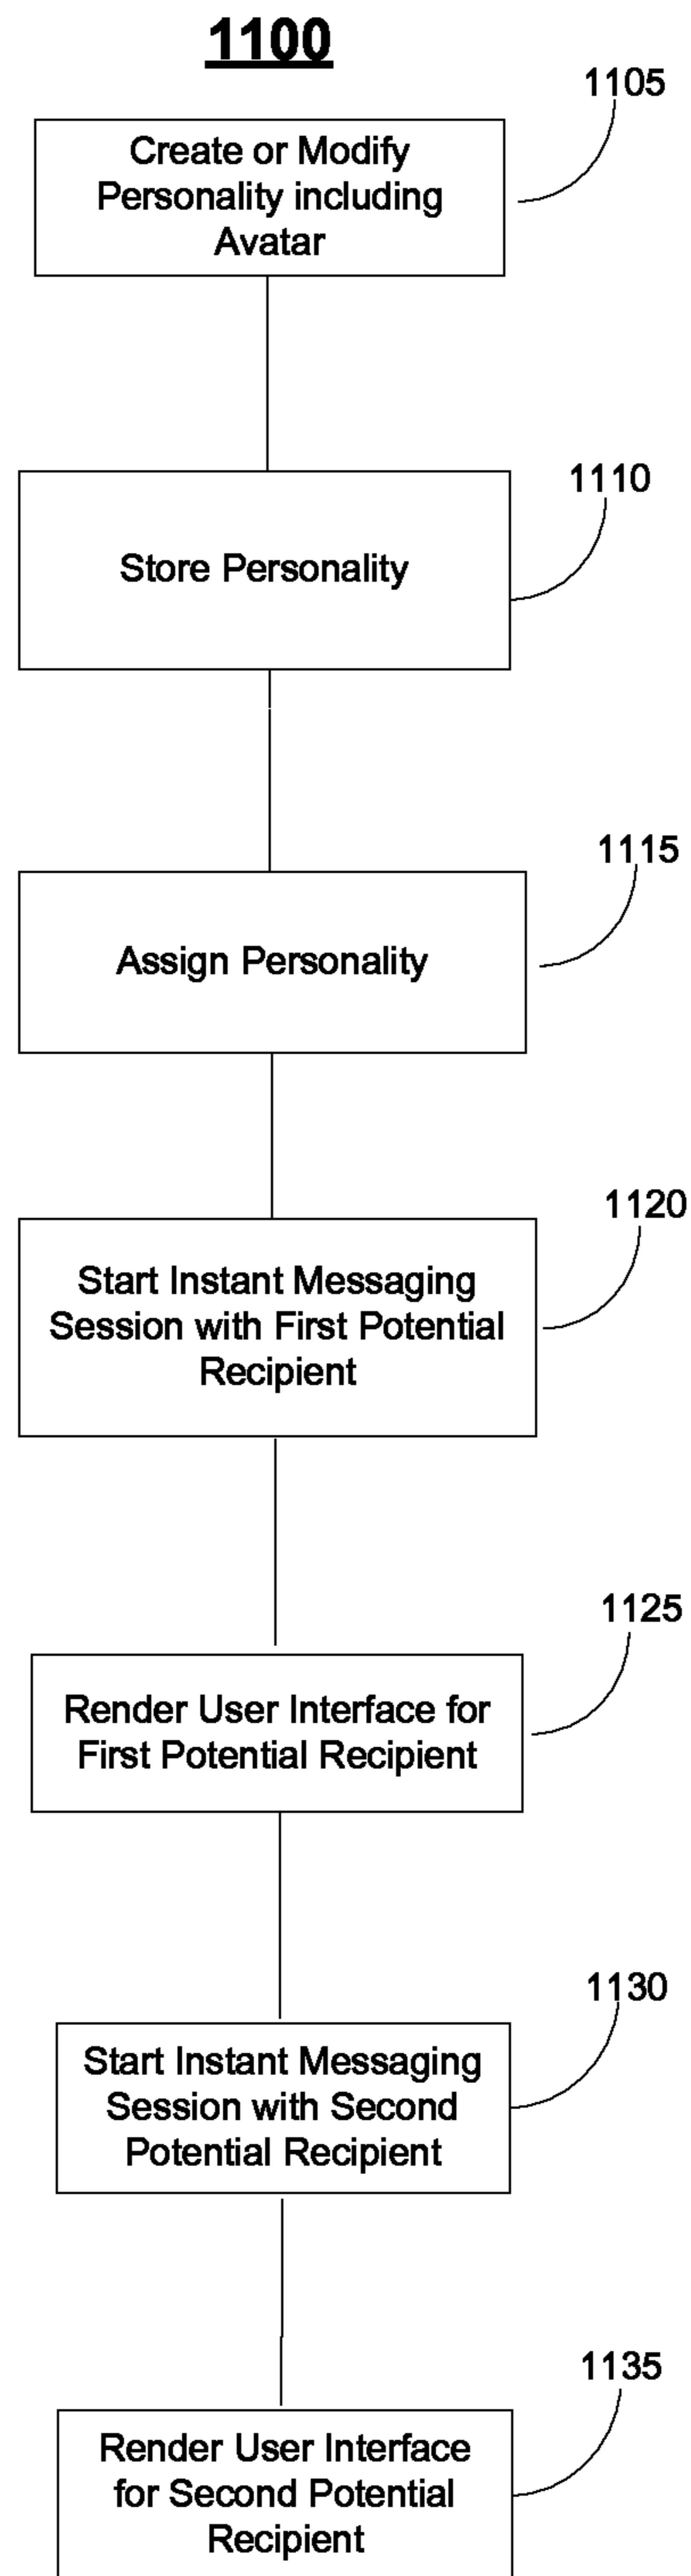 1100
1105
Create or Modify
Personality including
Avatar
1110
Store Personality
1115
Assign Personality
1120
Start Instant Messaging
Session with First Potential
Recipient
1125
Render User Interface for
First Potential Recipient
1130
Start Instant Messaging
Session with Second
Potential Recipient
1135
Render User Interface
for Second Potential
Recipient